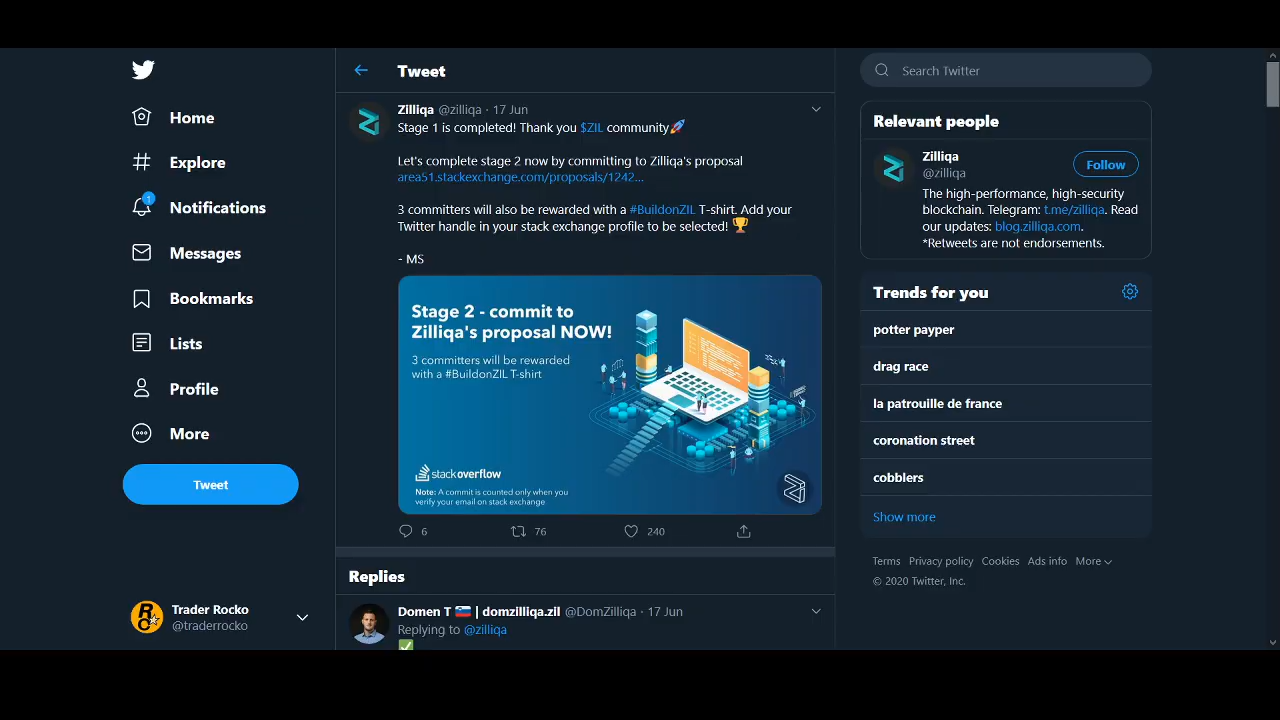 Home
Explore
1
Notifications
Messages
Bookmarks
Lists
Profile
More
Tweet
Trader Rocko
@traderrocko
Tweet
Zilliqa @zilliqa · 17 Jun
Stage 1 is completed! Thank you $ZIL community🚀
Let's complete stage 2 now by committing to Zilliqa's proposal
area51.stackexchange.com/proposals/1242...
3 committers will also be rewarded with a #BuildonZIL T-shirt. Add your
Twitter handle in your stack exchange profile to be selected! 🏆
- MS
Stage 2 - commit to
Zilliqa's proposal NOW!
3 committers will be rewarded
with a #BuildonZIL T-shirt
stackoverflow
Note: A commit is counted only when you
verify your email on stack exchange
6 76 240
Replies
Domen T 🇸🇮 | domzilliqa.zil @DomZilliqa · 17 Jun
Replying to @zilliqa
✅
Search Twitter
Relevant people
Zilliqa
@zilliqa
Follow
The high-performance, high-security
blockchain. Telegram: t.me/zilliqa. Read
our updates: blog.zilliqa.com.
*Retweets are not endorsements.
Trends for you
potter payper
drag race
la patrouille de france
coronation street
cobblers
Show more
Terms Privacy policy Cookies Ads info More
© 2020 Twitter, Inc.